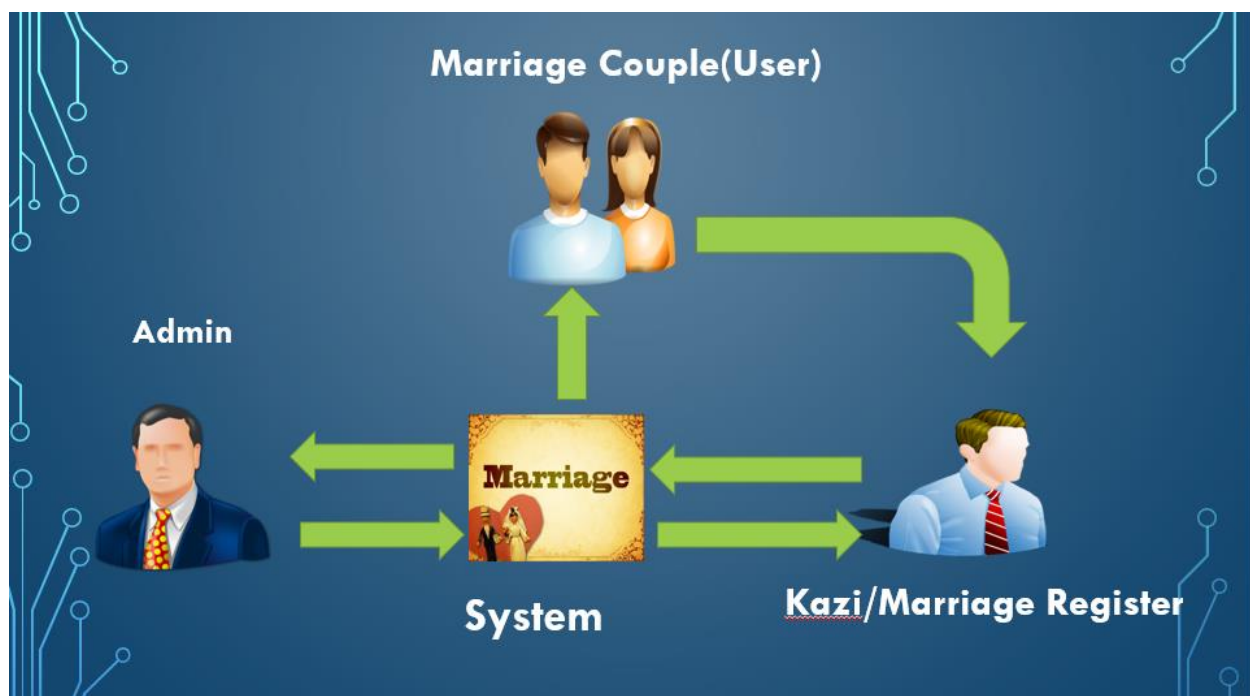 Marriage Couple(User)
Admin
Marriage
System
Kazi/Marriage Register